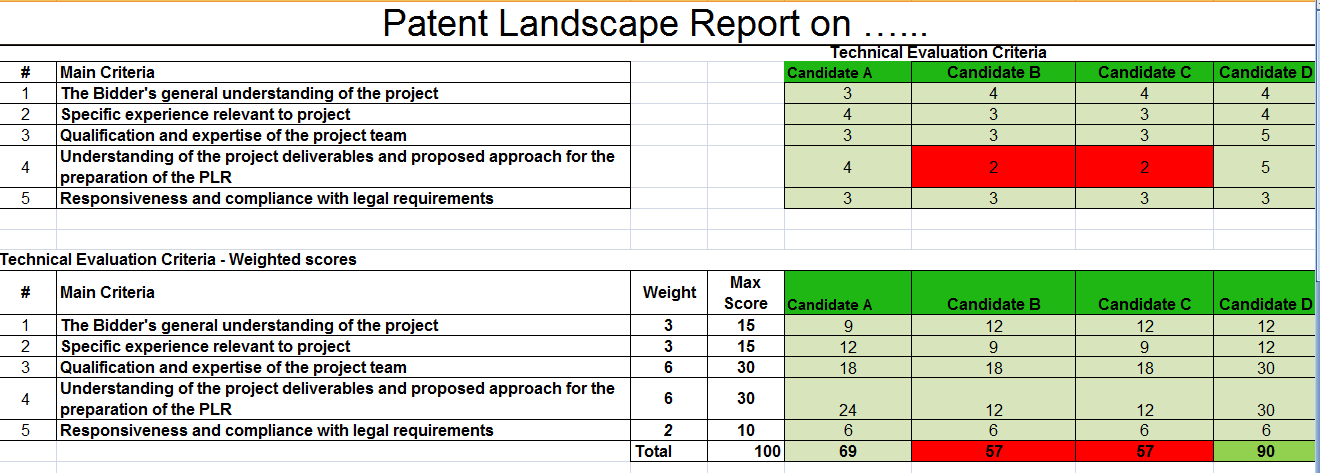 Patent Landscape Report on …...
Technical Evaluation Criteria
# Main Criteria Candidate A Candidate B Candidate C Candidate D
1 The Bidder's general understanding of the project 3 4 4 4
2 Specific experience relevant to project 4 3 3 4
3 Qualification and expertise of the project team 3 3 3 5
4 Understanding of the project deliverables and proposed approach for the
preparation of the PLR 4 2 2 5
5 Responsiveness and compliance with legal requirements 3 3 3 3
Technical Evaluation Criteria - Weighted scores
# Main Criteria Weight Max
Score Candidate A Candidate B Candidate C Candidate D
1 The Bidder's general understanding of the project 3 15 9 12 12 12
2 Specific experience relevant to project 3 15 12 9 9 12
3 Qualification and expertise of the project team 6 30 18 18 18 30
4 Understanding of the project deliverables and proposed approach for the
preparation of the PLR 6 30 24 12 12 30
5 Responsiveness and compliance with legal requirements 2 10 6 6 6 6
Total 100 69 57 57 90